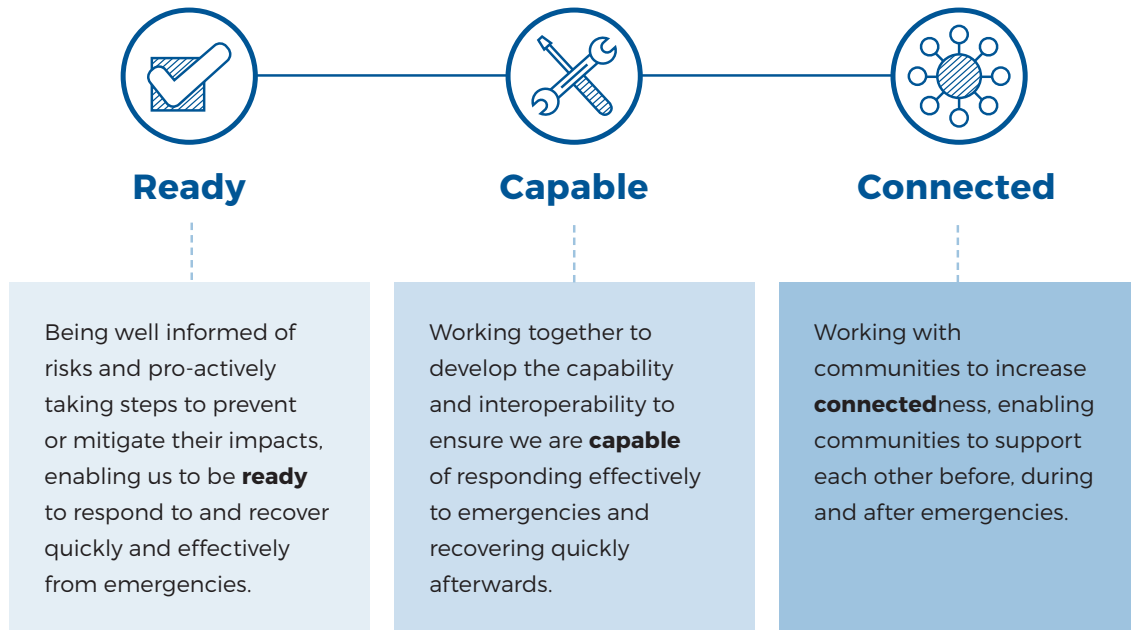 Ready
Being well informed of
risks and pro-actively
taking steps to prevent
or mitigate their impacts,
enabling us to be ready
to respond to and recover
quickly and effectively
from emergencies.
Capable
Working together to
develop the capability
and interoperability to
ensure we are capable
of responding effectively
to emergencies and
recovering quickly
afterwards.
Connected
Working with
communities to increase
connectedness, enabling
communities to support
each other before, during
and after emergencies.